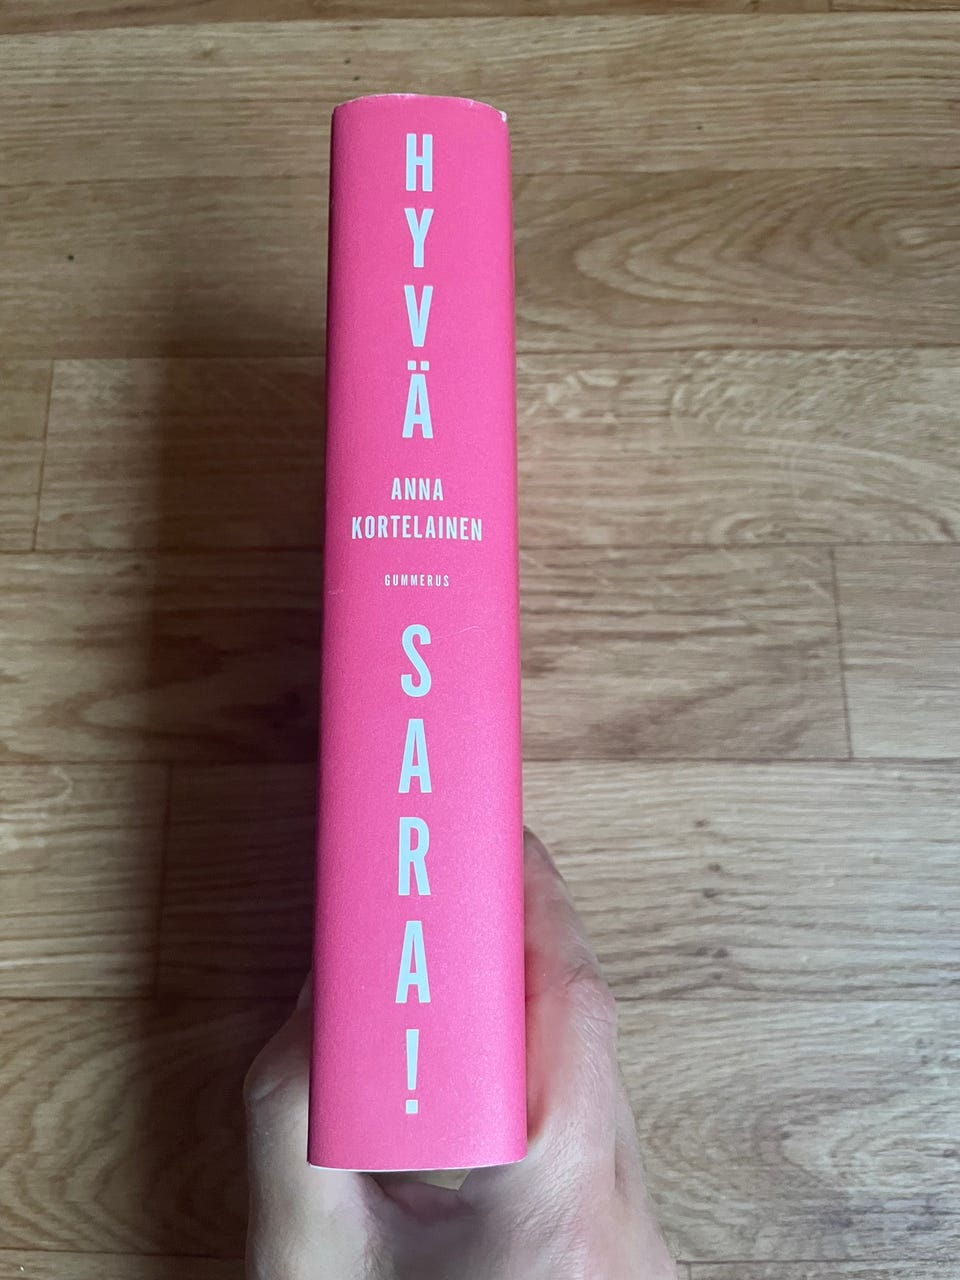 HYVÄ
ANNA
KORTELAINEN
GUMMERUS
SARA!